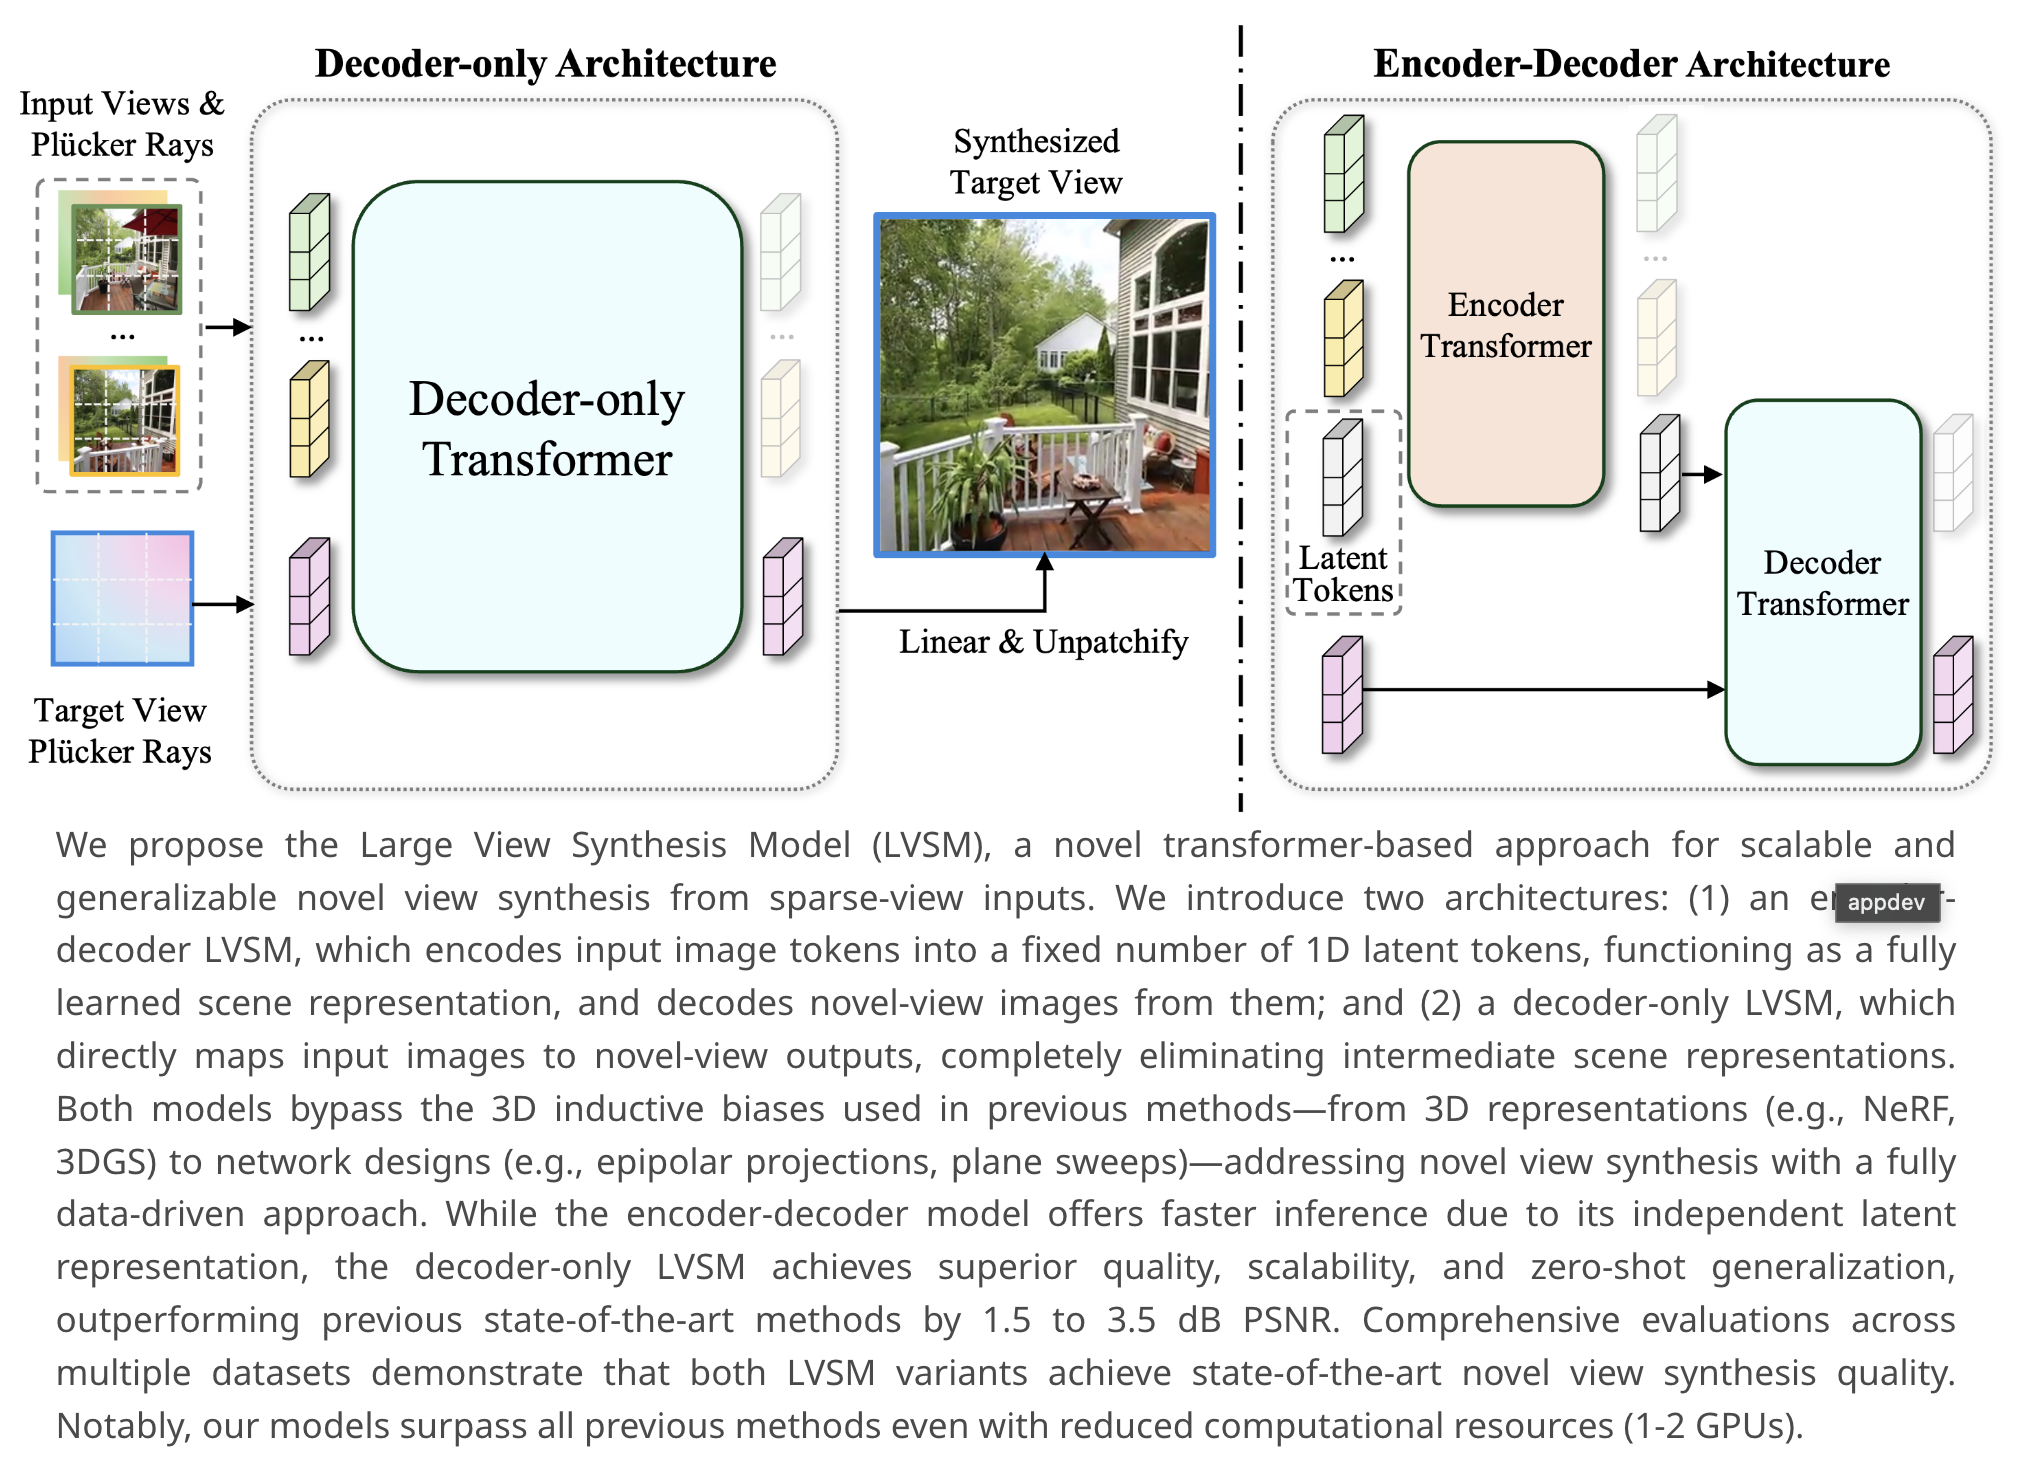 Decoder-only Architecture
Encoder-Decoder Architecture
Input Views &
Plücker Rays
...
Target View
Plücker Rays
...
Decoder-only
Transformer
...
Synthesized
Target View
Linear & Unpatchify
...
Latent
Tokens
Encoder
Transformer
...
Decoder
Transformer
We propose the Large View Synthesis Model (LVSM), a novel transformer-based approach for scalable and
generalizable novel view synthesis from sparse-view inputs. We introduce two architectures: (1) an
appdev
decoder LVSM, which encodes input image tokens into a fixed number of 1D latent tokens, functioning as a fully
learned scene representation, and decodes novel-view images from them; and (2) a decoder-only LVSM, which
directly maps input images to novel-view outputs, completely eliminating intermediate scene representations.
Both models bypass the 3D inductive biases used in previous methods—from 3D representations (e.g., NeRF,
3DGS) to network designs (e.g., epipolar projections, plane sweeps)—addressing novel view synthesis with a fully
data-driven approach. While the encoder-decoder model offers faster inference due to its independent latent
representation, the decoder-only LVSM achieves superior quality, scalability, and zero-shot generalization,
outperforming previous state-of-the-art methods by 1.5 to 3.5 dB PSNR. Comprehensive evaluations across
multiple datasets demonstrate that both LVSM variants achieve state-of-the-art novel view synthesis quality.
Notably, our models surpass all previous methods even with reduced computational resources (1-2 GPUs).